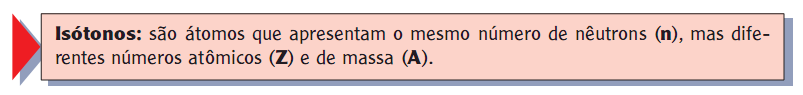 Isótonos: são átomos que apresentam o mesmo número de nêutrons (n), mas dife-
rentes números atômicos (Z) e de massa (A).